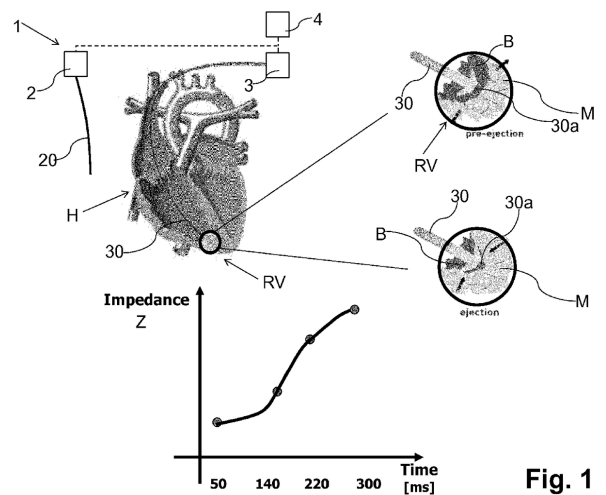 1
4
2
3
20
H
30
RV
30
B
M
30a
pre-ejection
RV
30
30a
B
M
ejection
Impedance
Z
50 140 220 300
Time
[ms]
Fig. 1